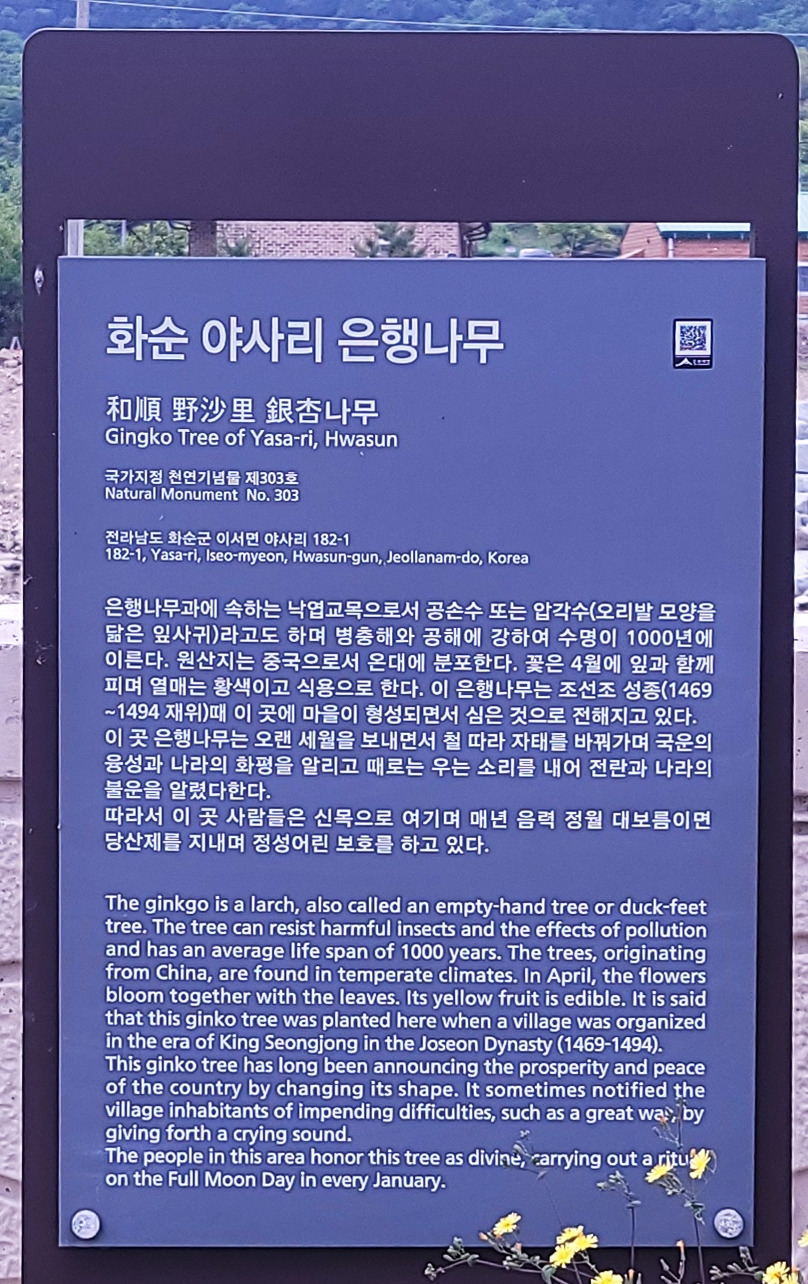 화순 야사리 은행나무
和順 野沙里 銀杏나무
Gingko Tree of Yasa-ri, Hwasun
국가지정 천연기념물 제303호
Natural Monument No. 303
전라남도 화순군 이서면 야사리 182-1
182-1, Yasa-ri, Iseo-myeon, Hwasun-gun, Jeollanam-do, Korea
은행나무과에 속하는 낙엽교목으로서 공손수 또는 압각수(오리발 모양을
닮은 잎사귀)라고도 하며 병충해와 공해에 강하여 수명이 1000년에
이른다. 원산지는 중국으로서 온대에 분포한다. 꽃은 4월에 잎과 함께
피며 열매는 황색이고 식용으로 한다. 이 은행나무는 조선조 성종(1469
~1494 재위)때 이 곳에 마을이 형성되면서 심은 것으로 전해지고 있다.
이 곳 은행나무는 오랜 세월을 보내면서 철 따라 자태를 바꿔가며 국운의
융성과 나라의 화평을 알리고 때로는 우는 소리를 내어 전란과 나라의
불운을 알렸다한다.
따라서 이 곳 사람들은 신목으로 여기며 매년 음력 정월 대보름이면
당산제를 지내며 정성어린 보호를 하고 있다.
The ginkgo is a larch, also called an empty-hand tree or duck-feet
tree. The tree can resist harmful insects and the effects of pollution
and has an average life span of 1000 years. The trees, originating
from China, are found in temperate climates. In April, the flowers
bloom together with the leaves. Its yellow fruit is edible. It is said
that this ginko tree was planted here when a village was organized
in the era of King Seongjong in the Joseon Dynasty (1469-1494).
This ginko tree has long been announcing the prosperity and peace
of the country by changing its shape. It sometimes notified the
village inhabitants of impending difficulties, such as a great war, by
giving forth a crying sound.
The people in this area honor this tree as divine, carrying out a ritual
on the Full Moon Day in every January.